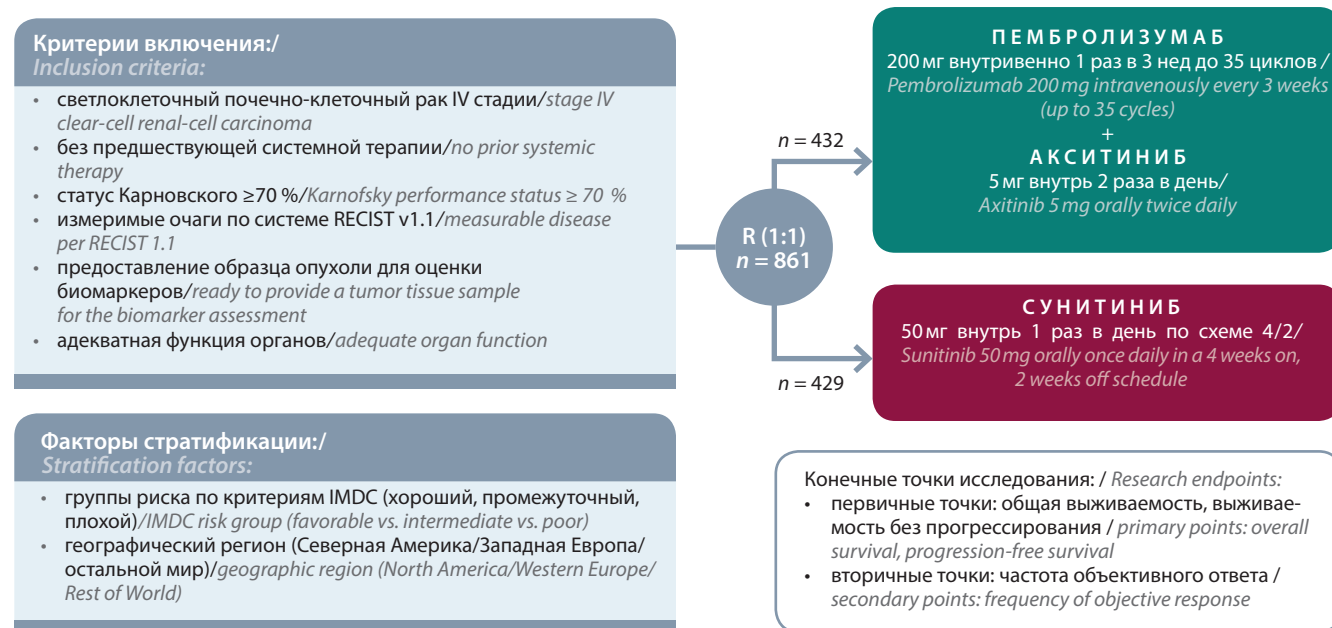 Критерии включения:/
Inclusion criteria:
• светлоклеточный почечно-клеточный рак IV стадии/stage IV
clear-cell renal-cell carcinoma
• без предшествующей системной терапии/no prior systemic
therapy
• статус Карновского ≥70 %/Karnofsky performance status ≥ 70 %
• измеримые очаги по системе RECIST v1.1/measurable disease
per RECIST 1.1
• предоставление образца опухоли для оценки
биомаркеров/ready to provide a tumor tissue sample
for the biomarker assessment
• адекватная функция органов/adequate organ function
Факторы стратификации:/
Stratification factors:
• группы риска по критериям IMDC (хороший, промежуточный,
плохой)/IMDC risk group (favorable vs. intermediate vs. poor)
• географический регион (Северная Америка/Западная Европа/
остальной мир)/geographic region (North America/Western Europe/
Rest of World)
R (1:1)
n = 861
n = 432
n = 429
ПЕМБРОЛИЗУМАБ
200 мг внутривенно 1 раз в 3 нед до 35 циклов /
Pembrolizumab 200 mg intravenously every 3 weeks
(up to 35 cycles)
+
АКСИТИНИБ
5 мг внутрь 2 раза в день/
Axitinib 5 mg orally twice daily
СУНИТИНИБ
50 мг внутрь 1 раз в день по схеме 4/2/
Sunitinib 50 mg orally once daily in a 4 weeks on,
2 weeks off schedule
Конечные точки исследования: / Research endpoints:
• первичные точки: общая выживаемость, выживае-
мость без прогрессирования / primary points: overall
survival, progression-free survival
• вторичные точки: частота объективного ответа /
secondary points: frequency of objective response